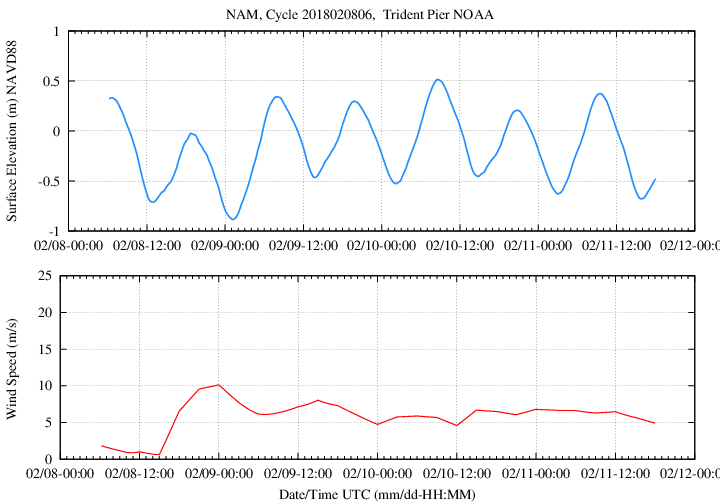 NAM, Cycle 2018020806,  Trident Pier NOAA
Surface Elevation (m) NAVD88
1
0.5
0
-0.5
-1
02/08-00:00 02/08-12:00 02/09-00:00 02/09-12:00 02/10-00:00 02/10-12:00 02/11-00:00 02/11-12:00 02/12-00:00
Wind Speed (m/s)
25
20
15
10
5
0
02/08-00:00 02/08-12:00 02/09-00:00 02/09-12:00 02/10-00:00 02/10-12:00 02/11-00:00 02/11-12:00 02/12-00:00
Date/Time UTC (mm/dd-HH:MM)